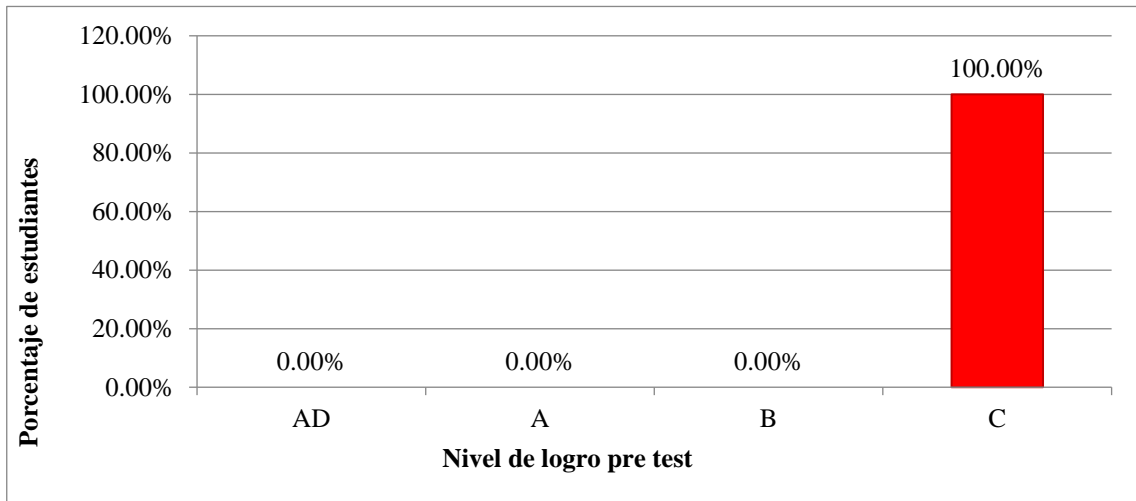 120.00%
100.00%
100.00%
80.00%
60.00%
40.00%
20.00%
0.00%
0.00%
0.00%
0.00%
AD
A
B
C
Porcentaje de estudiantes
Nivel de logro pre test